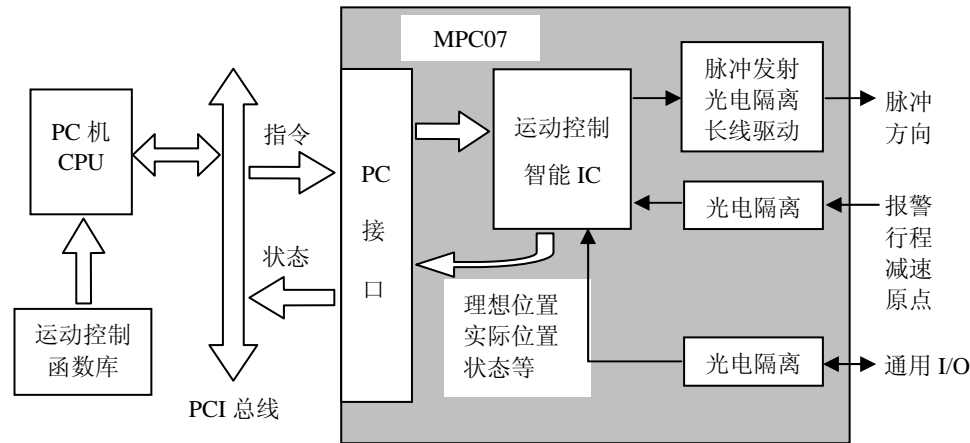 MPC07
PC 机
CPU
运动控制
函数库
指令
状态
PCI 总线
PC
接
口
运动控制
智能 IC
理想位置
实际位置
状态等
脉冲发射
光电隔离
长线驱动
光电隔离
光电隔离
脉冲
方向
报警
行程
减速
原点
通用 I/O